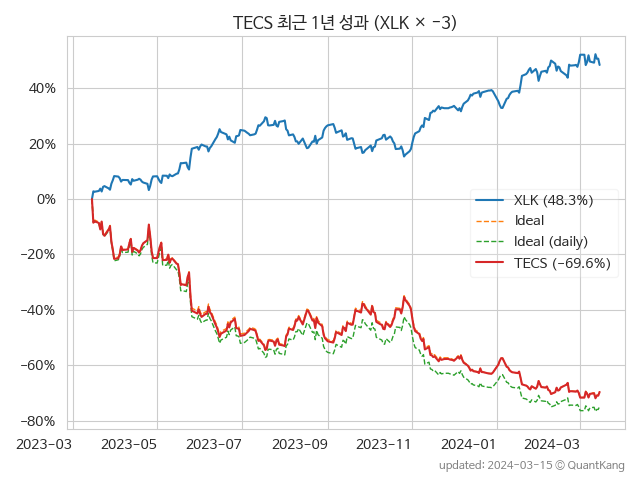 TECS 최근 1년 성과 (XLK × -3)
40%
20%
0%
−20%
−40%
−60%
−80%
XLK (48.3%)
Ideal
Ideal (daily)
TECS (-69.6%)
2023-03
2023-05
2023-07
2023-09
2023-11
2024-01
2024-03
updated: 2024-03-15 ⓒ QuantKang